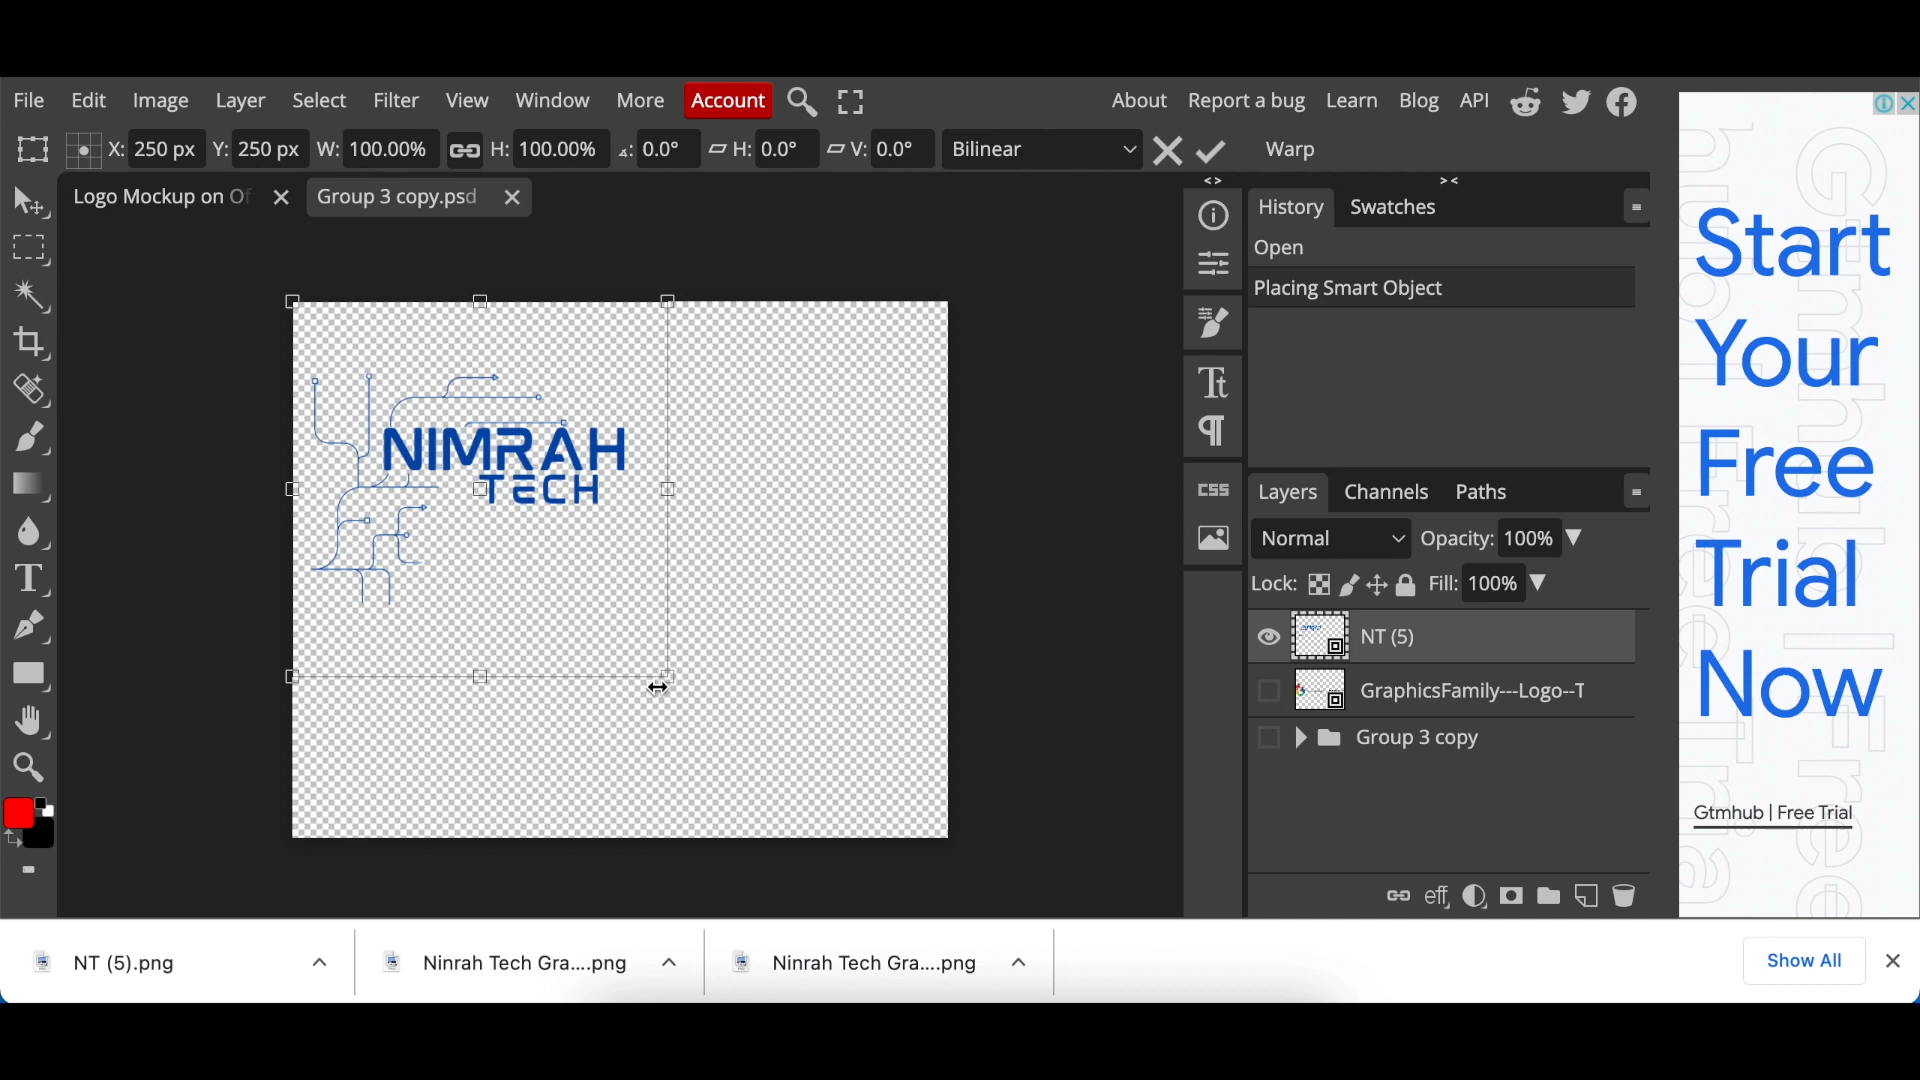 File Edit Image Layer Select Filter View Window More Account About Report a bug Learn Blog API
X: 250 px Y: 250 px W: 100.00% H: 100.00% 0.0° H: 0.0° V: 0.0° Bilinear Warp
Logo Mockup on Of Group 3 copy.psd
< > > <
History Swatches
Open
Placing Smart Object
NIMRAH
TECH
Tt
CSS
Layers Channels Paths
Normal Opacity: 100%
Lock: Fill: 100%
NT (5)
GraphicsFamily---Logo--T
Group 3 copy
eff
T
Start
Your
Free
Trial
Now
Gtmhub | Free Trial
NT (5).png Ninrah Tech Gra....png Ninrah Tech Gra....png Show All